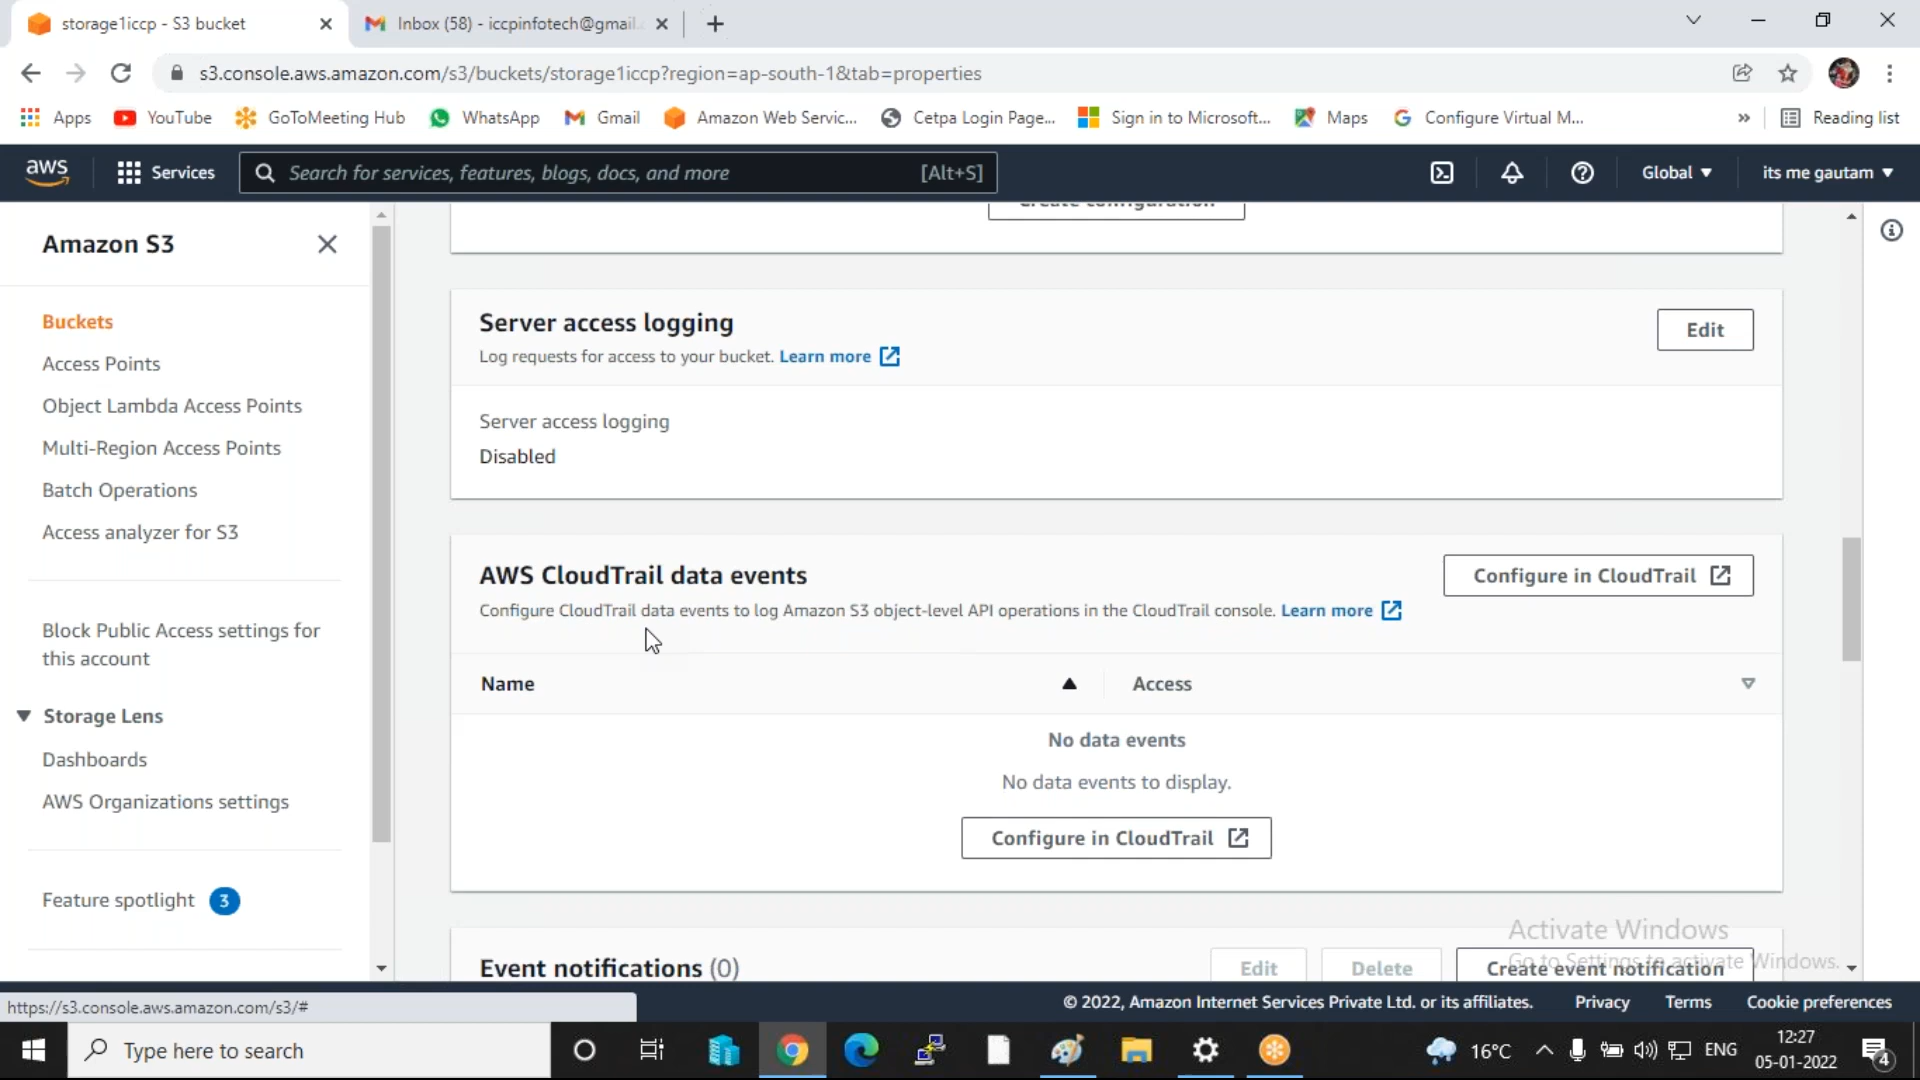 storage1iccp - S3 bucket
Inbox (58) - iccpinfotech@gmail.
s3.console.aws.amazon.com/s3/buckets/storage1iccp?region=ap-south-1&tab=properties
Apps YouTube GoToMeeting Hub WhatsApp Gmail Amazon Web Servic... Cetpa Login Page... Sign in to Microsoft... Maps Configure Virtual M... » Reading list
aws Services Search for services, features, blogs, docs, and more [Alt+S] Global its me gautam
Amazon S3
Buckets
Access Points
Object Lambda Access Points
Multi-Region Access Points
Batch Operations
Access analyzer for S3
Block Public Access settings for
this account
Storage Lens
Dashboards
AWS Organizations settings
Feature spotlight 3
Create configuration
Server access logging
Edit
Log requests for access to your bucket. Learn more
Server access logging
Disabled
AWS CloudTrail data events
Configure in CloudTrail
Configure CloudTrail data events to log Amazon S3 object-level API operations in the CloudTrail console. Learn more
Name Access
No data events
No data events to display.
Configure in CloudTrail
Event notifications (0)
Edit Delete Create event notification
Activate Windows
Go to Settings to activate Windows.
https://s3.console.aws.amazon.com/s3/#
© 2022, Amazon Internet Services Private Ltd. or its affiliates. Privacy Terms Cookie preferences
Type here to search
16°C ENG
12:27
05-01-2022
4